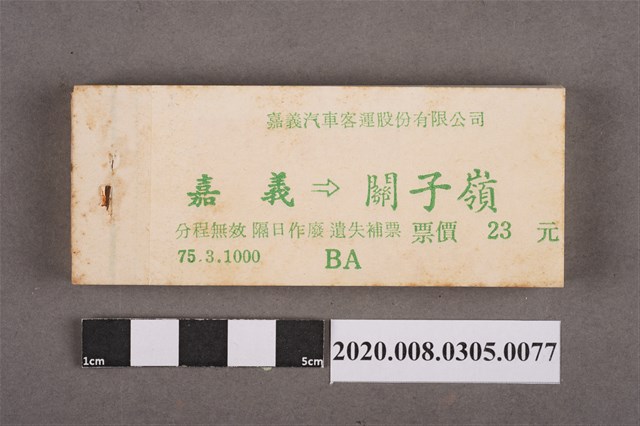 嘉義汽車客運股份有限公司
嘉 義 ⇨ 關子嶺
分程無效 隔日作廢 遺失補票 票價 23 元
75.3.1000 BA
1cm 5cm
2020.008.0305.0077